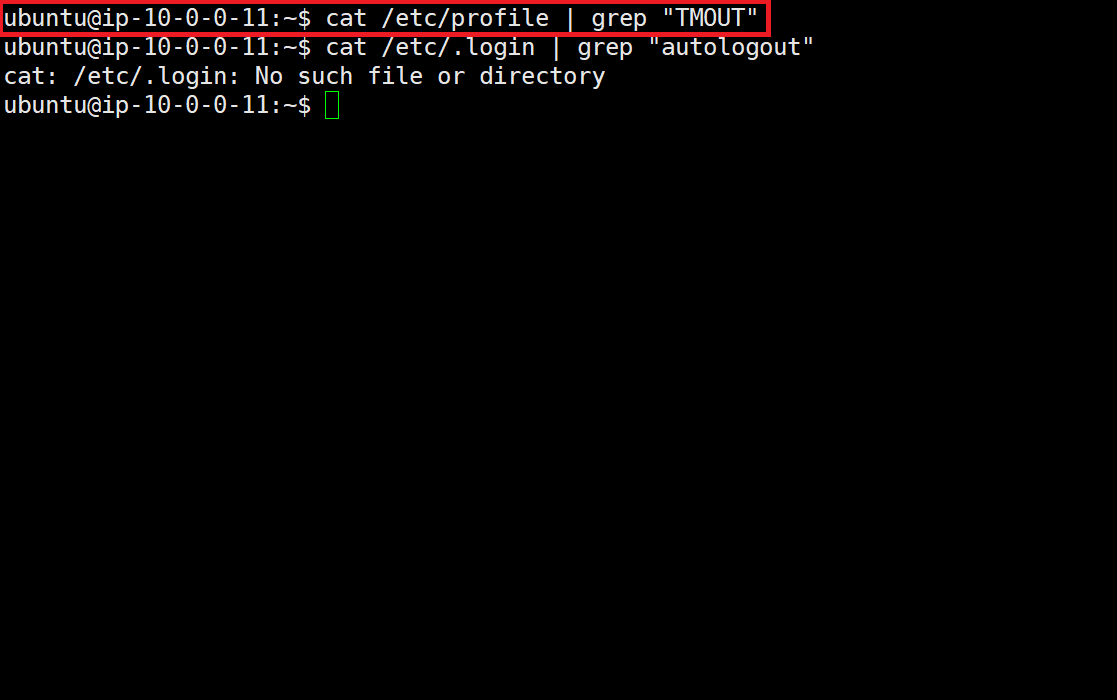 ubuntu@ip-10-0-0-11:~$ cat /etc/profile | grep "TMOUT"
ubuntu@ip-10-0-0-11:~$ cat /etc/.login | grep "autologout"
cat: /etc/.login: No such file or directory
ubuntu@ip-10-0-0-11:~$